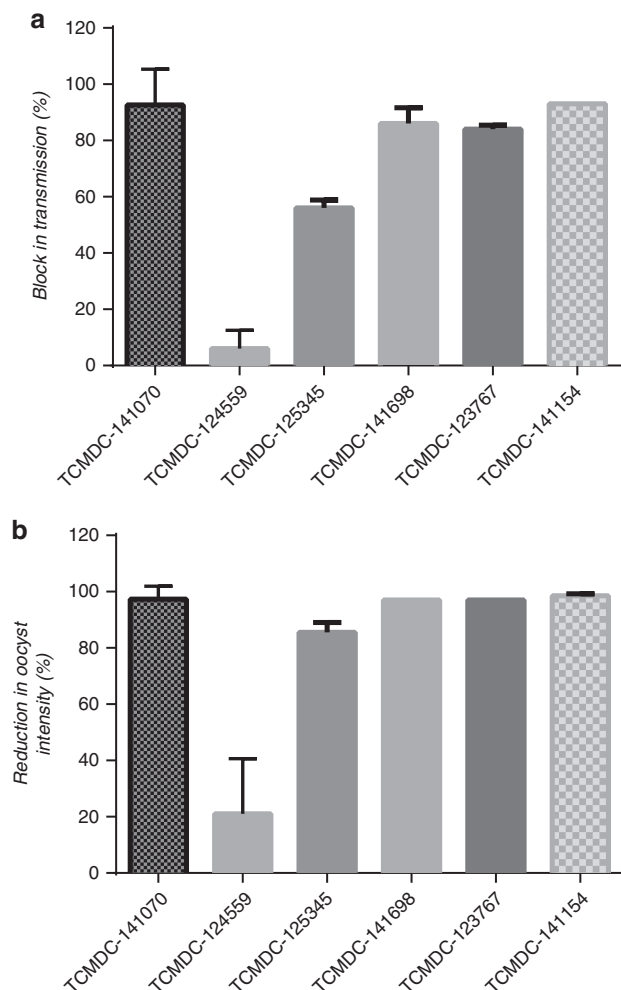 a
Block in transmission (%)
120
100
80
60
40
20
0
TCMDC-141070
TCMDC-124559
TCMDC-125345
TCMDC-141698
TCMDC-123767
TCMDC-141154
b
Reduction in oocyst
intensity (%)
120
100
80
60
40
20
0
TCMDC-141070
TCMDC-124559
TCMDC-125345
TCMDC-141698
TCMDC-123767
TCMDC-141154